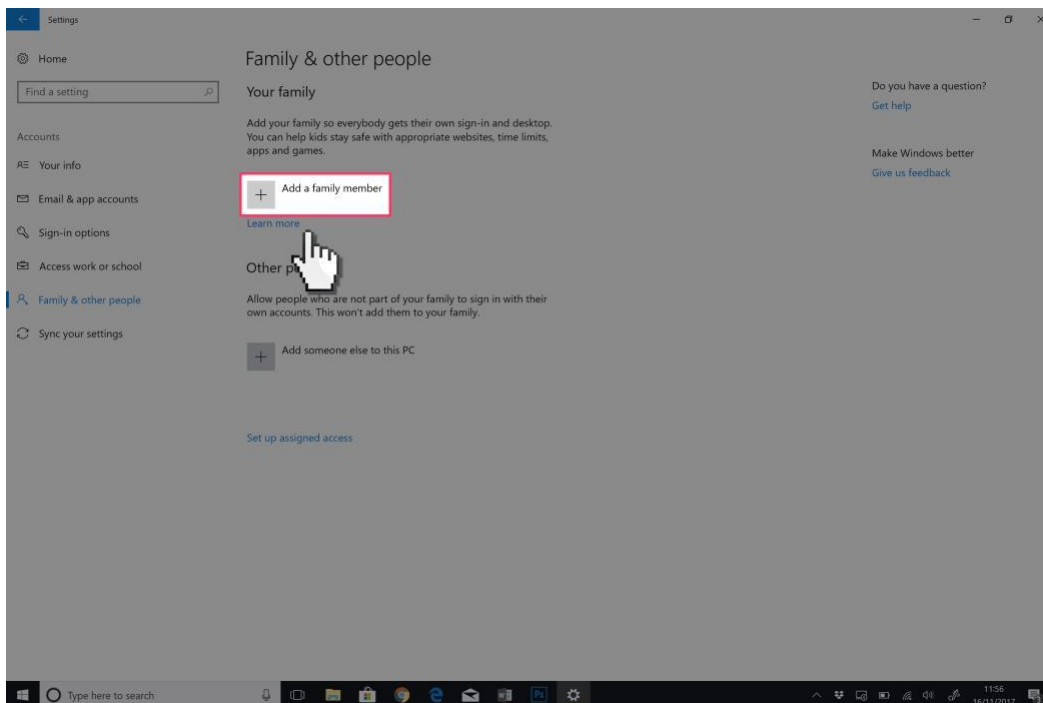 Settings
Home
Find a setting
Accounts
Your info
Email & app accounts
Sign-in options
Access work or school
Family & other people
Sync your settings
Family & other people
Your family
Add your family so everybody gets their own sign-in and desktop.
You can help kids stay safe with appropriate websites, time limits,
apps and games.
Add a family member
Learn more
Other
Allow people who are not part of your family to sign in with their
own accounts. This won't add them to your family.
Add someone else to this PC
Set up assigned access
Do you have a question?
Get help
Make Windows better
Give us feedback
Type here to search
Ps
11:56
16/11/2017